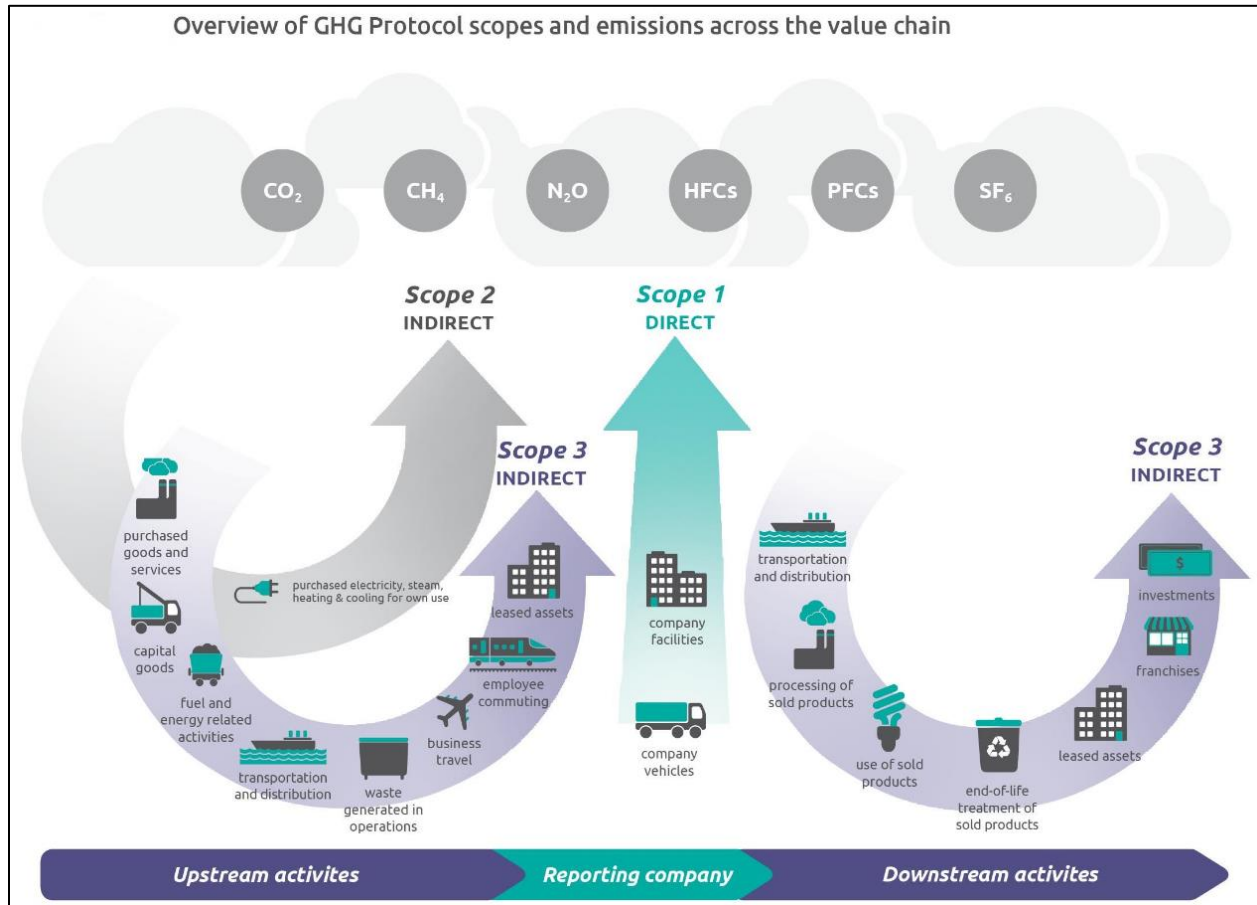 Overview of GHG Protocol scopes and emissions across the value chain
CO₂
CH₄
N₂O
HFCs
PFCs
SF₆
Scope 2
INDIRECT
Scope 1
DIRECT
Scope 3
INDIRECT
Scope 3
INDIRECT
purchased
goods and
services
capital
goods
fuel and
energy related
activities
transportation
and distribution
waste
generated in
operations
business
travel
employee
commuting
leased assets
purchased electricity, steam,
heating & cooling for own use
company
facilities
company
vehicles
transportation
and distribution
processing of
sold products
use of sold
products
end-of-life
treatment of
sold products
leased assets
franchises
investments
$
Upstream activites
Reporting company
Downstream activites